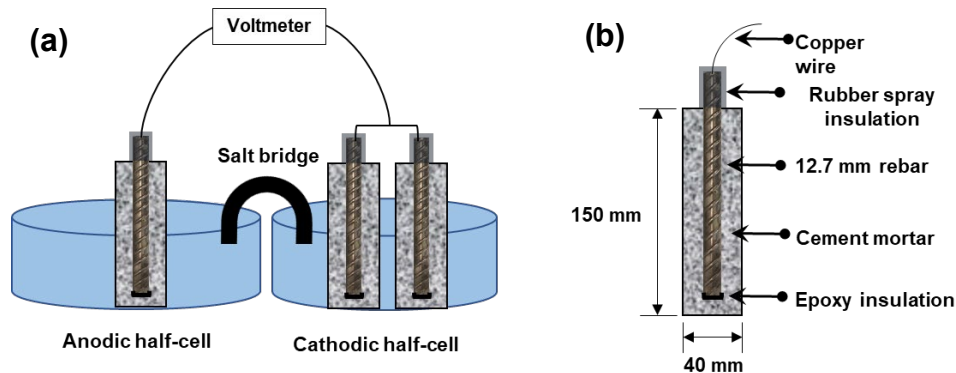 (a)
Voltmeter
Salt bridge
Anodic half-cell
Cathodic half-cell
(b)
Copper
wire
Rubber spray
insulation
12.7 mm rebar
150 mm
Cement mortar
Epoxy insulation
40 mm